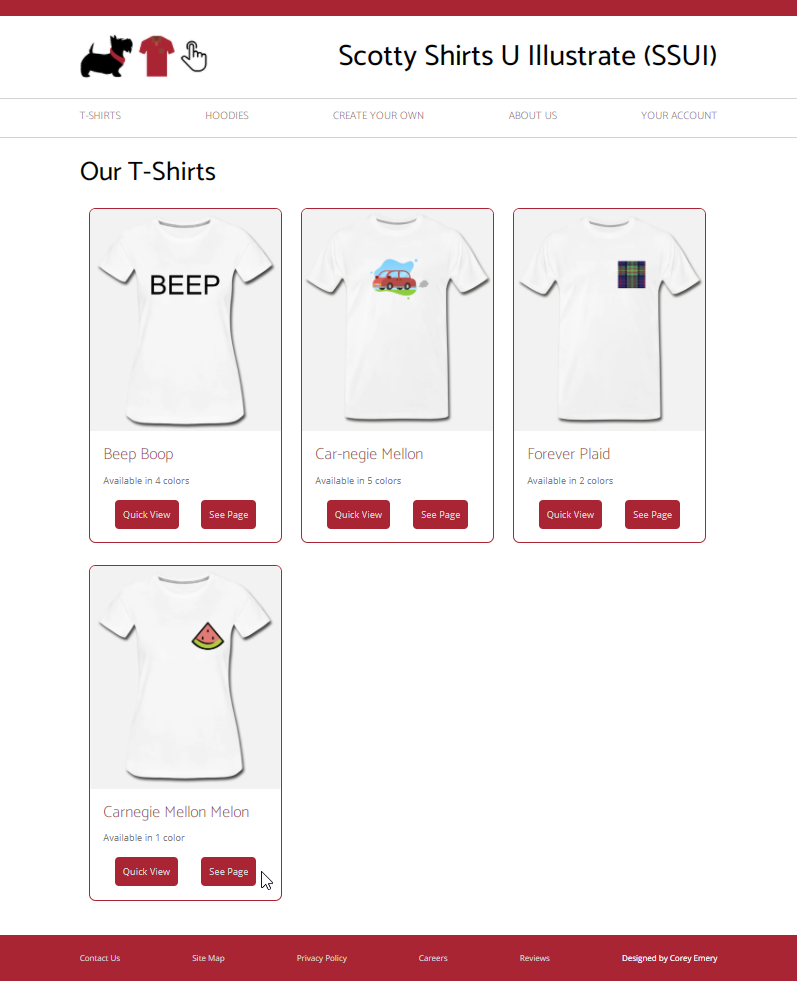 Scotty Shirts U Illustrate (SSUI)
T-SHIRTS HOODIES CREATE YOUR OWN ABOUT US YOUR ACCOUNT
Our T-Shirts
BEEP
Beep Boop
Available in 4 colors
Quick View See Page
Car-negie Mellon
Available in 5 colors
Quick View See Page
Forever Plaid
Available in 2 colors
Quick View See Page
Carnegie Mellon Melon
Available in 1 color
Quick View See Page
Contact Us Site Map Privacy Policy Careers Reviews Designed by Corey Emery